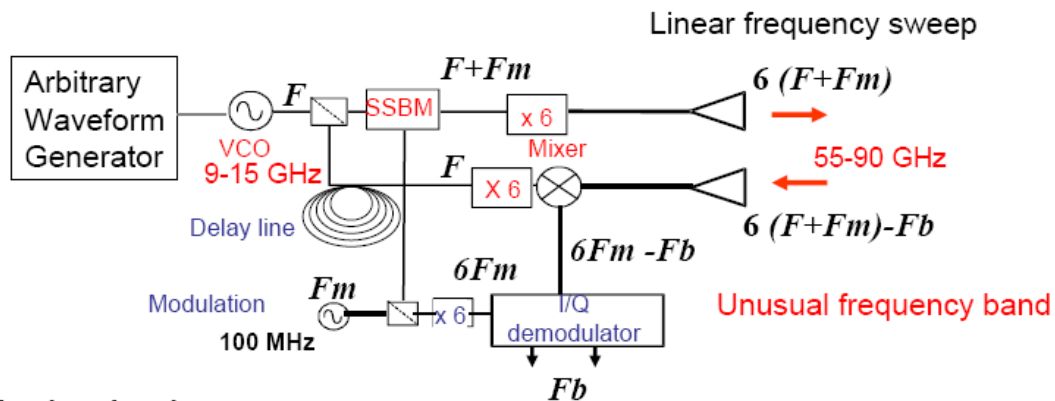 Linear frequency sweep
Arbitrary
Waveform
Generator
F
F+Fm
6 (F+Fm)
SSBM
x 6
VCO
9-15 GHz
Mixer
55-90 GHz
F
X 6
Delay line
6 (F+Fm)-Fb
6Fm -Fb
6Fm
Modulation
Fm
x 6
I/Q
demodulator
Unusual frequency band
100 MHz
Fb